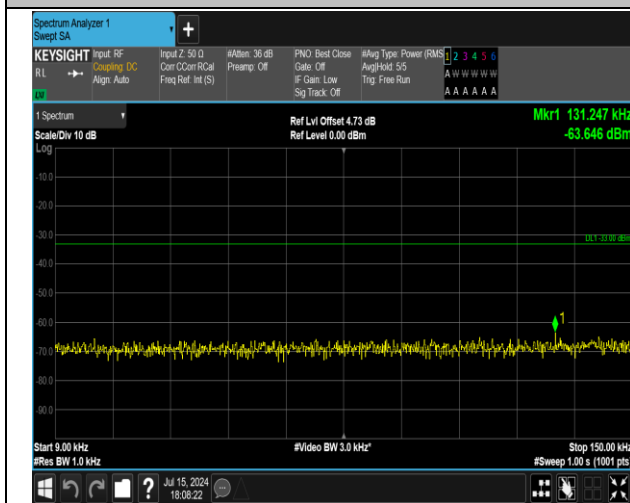 Spectrum Analyzer 1
Swept SA
+
KEYSIGHT
RL
Input: RF
Coupling: DC
Align: Auto
Input Z: 50 Ω
Corr CCorr RCal
Freq Ref: Int (S)
#Atten: 36 dB
Preamp: Off
PNO: Best Close
Gate: Off
IF Gain: Low
Sig Track: Off
#Avg Type: Power (RMS
Avg|Hold: 5/5
Trig: Free Run
1 2 3 4 5 6
A W W W W W
A A A A A A
1 Spectrum
Scale/Div 10 dB
Log
Ref Lvl Offset 4.73 dB
Ref Level 0.00 dBm
Mkr1 131.247 kHz
-63.646 dBm
-10.0
-20.0
-30.0
DL1 -33.00 dBm
-40.0
-50.0
-60.0
1
-70.0
-80.0
-90.0
Start 9.00 kHz
#Res BW 1.0 kHz
#Video BW 3.0 kHz*
Stop 150.00 kHz
#Sweep 1.00 s (1001 pts
?
Jul 15, 2024
18:08:22